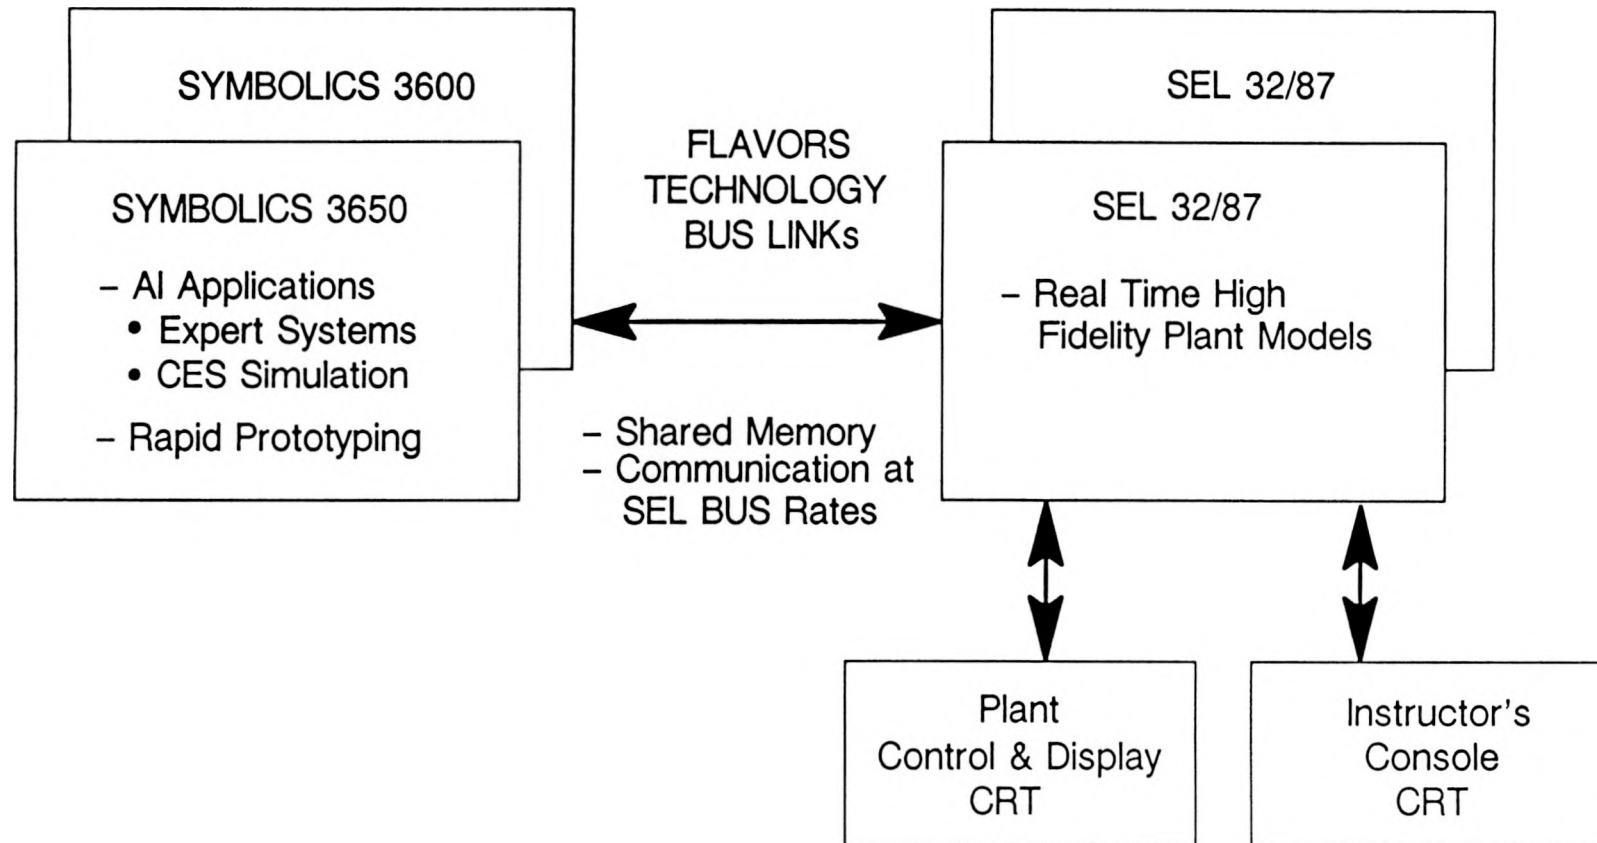 SYMBOLICS 3600
SYMBOLICS 3650
– AI Applications
• Expert Systems
• CES Simulation
– Rapid Prototyping
FLAVORS
TECHNOLOGY
BUS LINKs
– Shared Memory
– Communication at
SEL BUS Rates
SEL 32/87
SEL 32/87
– Real Time High
Fidelity Plant Models
Plant
Control & Display
CRT
Instructor's
Console
CRT